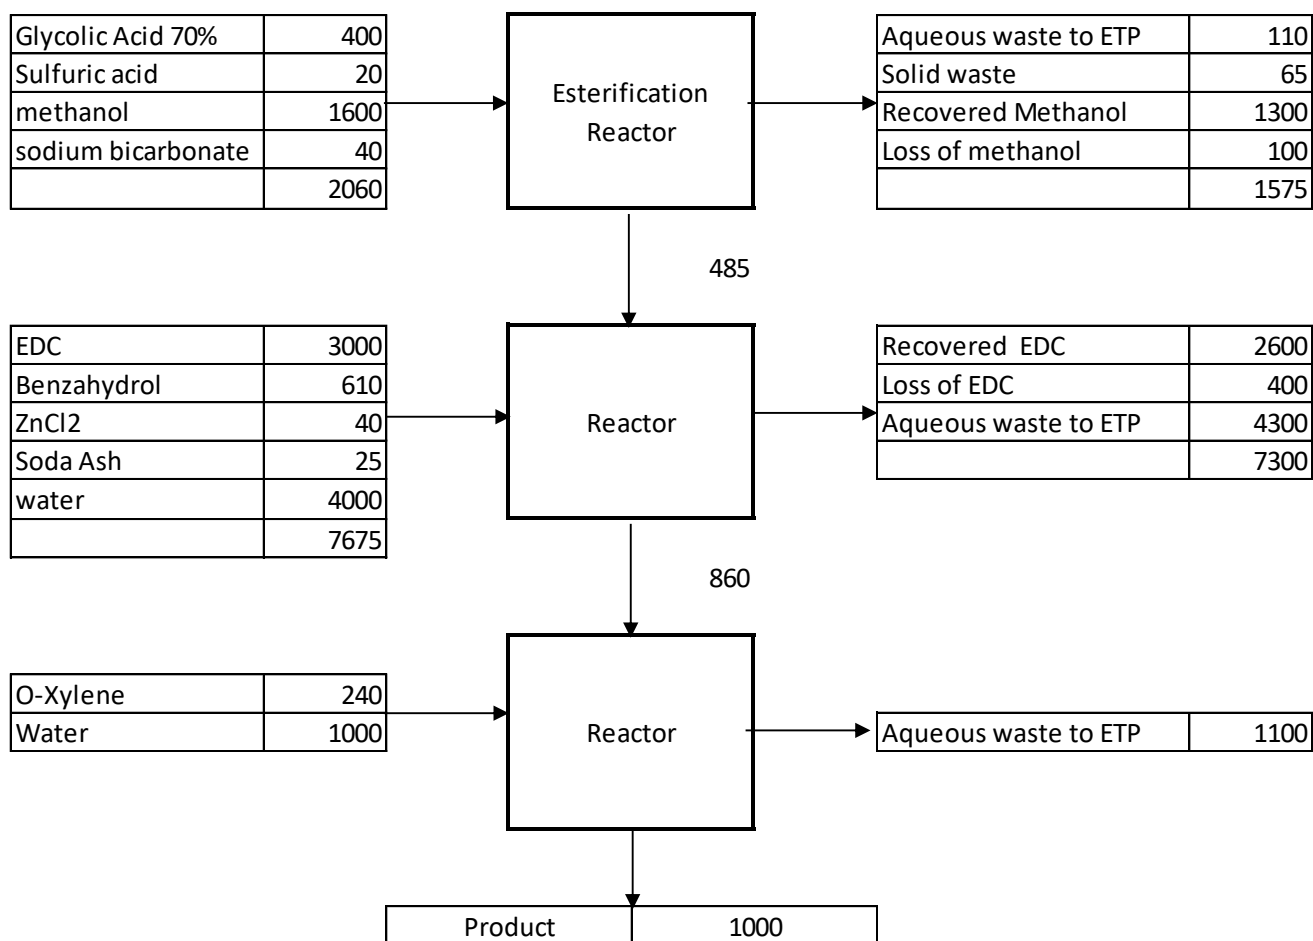 Glycolic Acid 70% 400
Sulfuric acid 20
methanol 1600
sodium bicarbonate 40
2060
Esterification
Reactor
Aqueous waste to ETP 110
Solid waste 65
Recovered Methanol 1300
Loss of methanol 100
1575
485
EDC 3000
Benzahydrol 610
ZnCl2 40
Soda Ash 25
water 4000
7675
Reactor
Recovered EDC 2600
Loss of EDC 400
Aqueous waste to ETP 4300
7300
860
O-Xylene 240
Water 1000
Reactor
Aqueous waste to ETP 1100
Product 1000